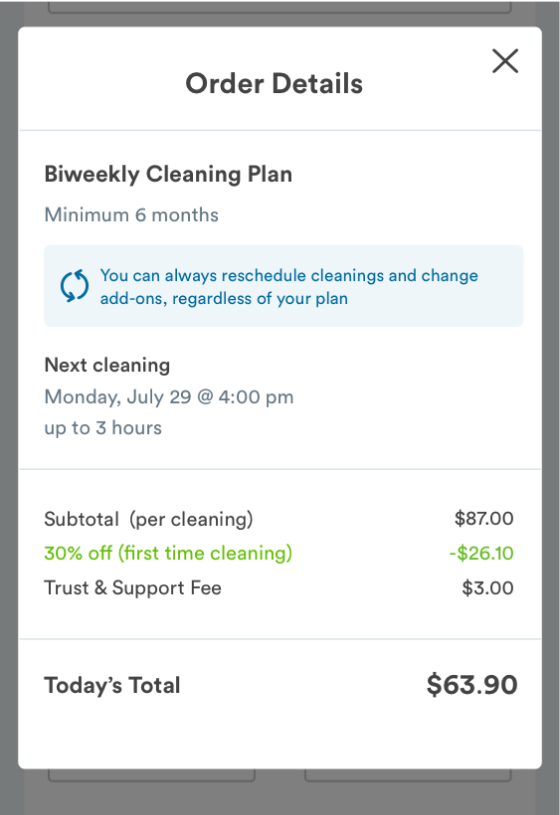 Order Details
Biweekly Cleaning Plan
Minimum 6 months
You can always reschedule cleanings and change
add-ons, regardless of your plan
Next cleaning
Monday, July 29 @ 4:00 pm
up to 3 hours
Subtotal (per cleaning) $87.00
30% off (first time cleaning) -$26.10
Trust & Support Fee $3.00
Today’s Total $63.90